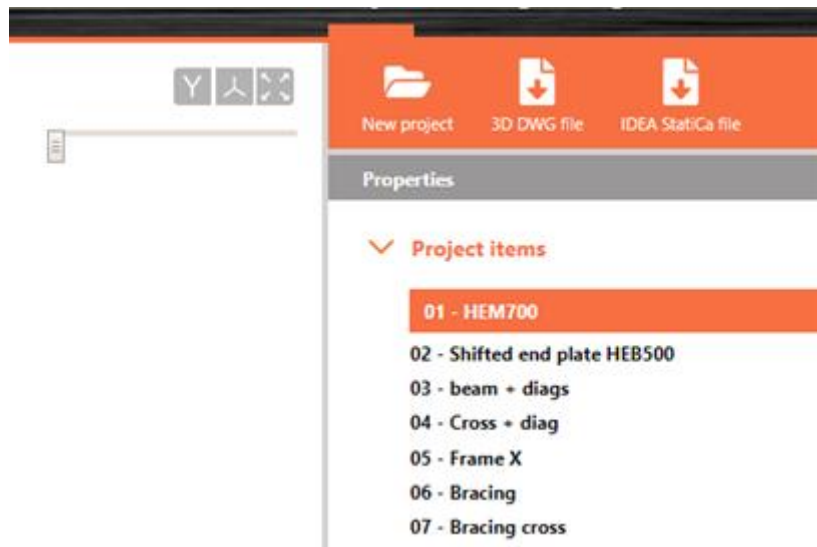 New project 3D DWG file IDEA StatiCa file
Properties
Project items
01 - HEM700
02 - Shifted end plate HEB500
03 - beam + diags
04 - Cross + diag
05 - Frame X
06 - Bracing
07 - Bracing cross